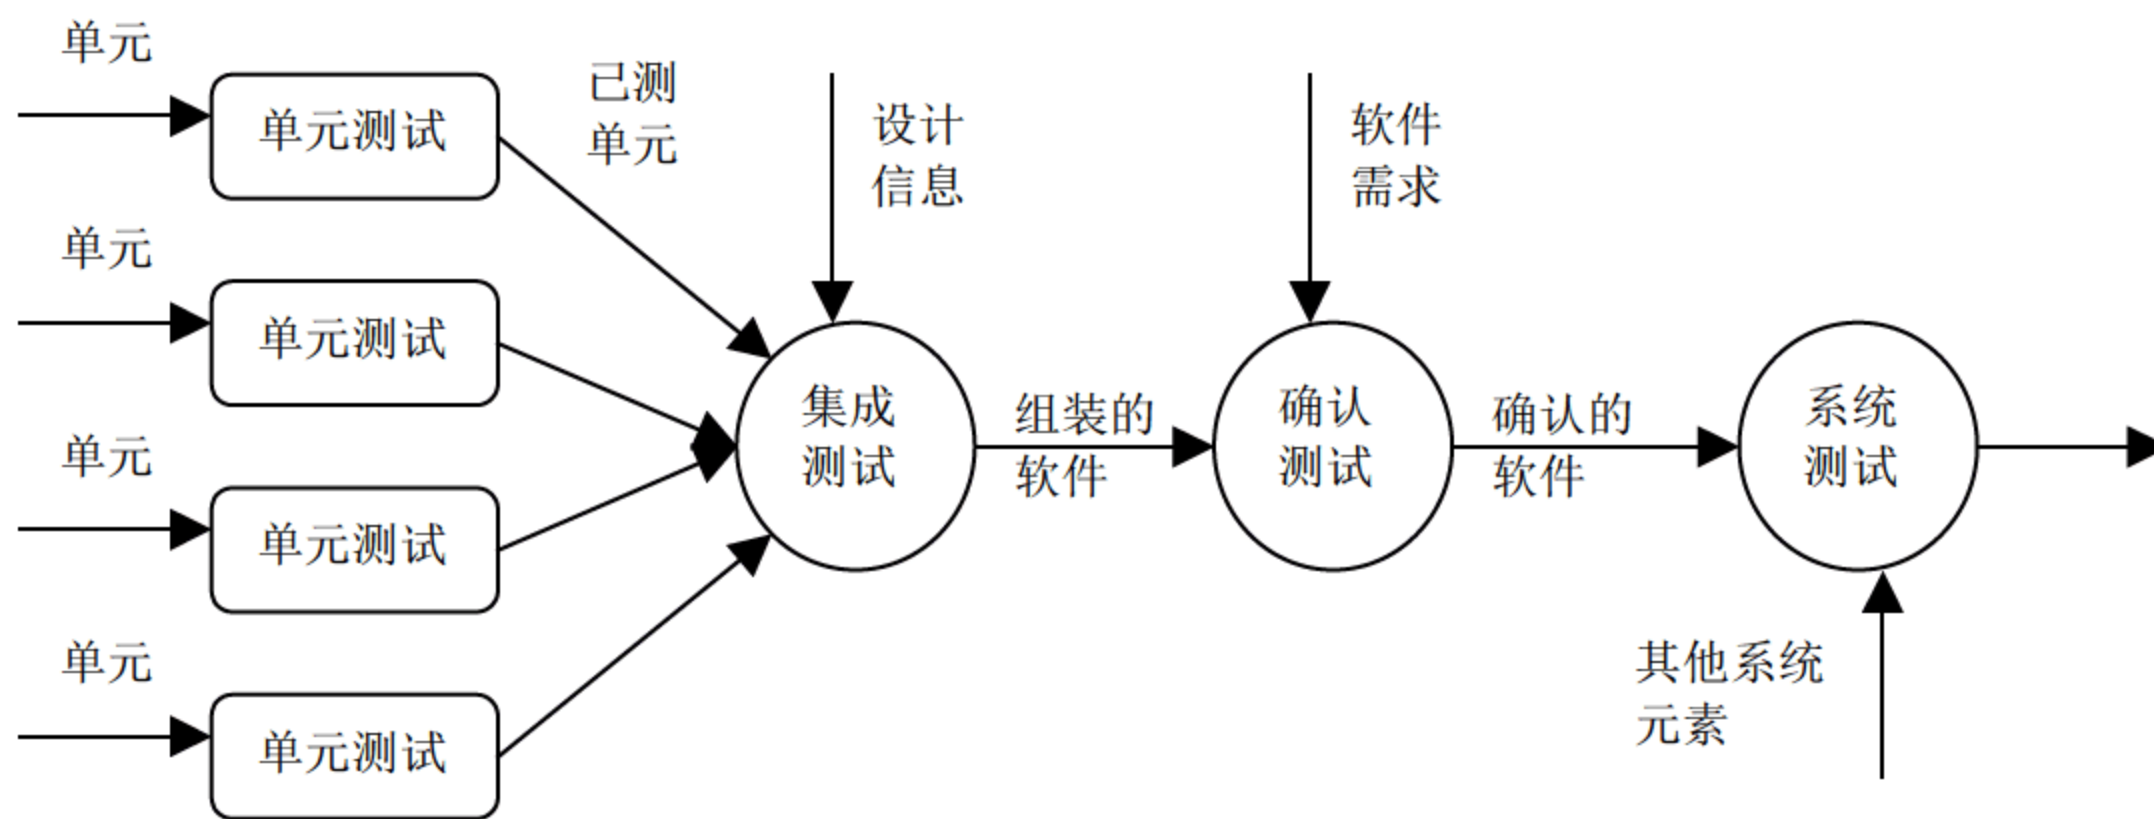 单元
单元测试
已测
单元
设计
信息
软件
需求
单元
单元测试
集成
测试
组装的
软件
确认
测试
确认的
软件
系统
测试
单元
单元测试
单元
单元测试
其他系统
元素